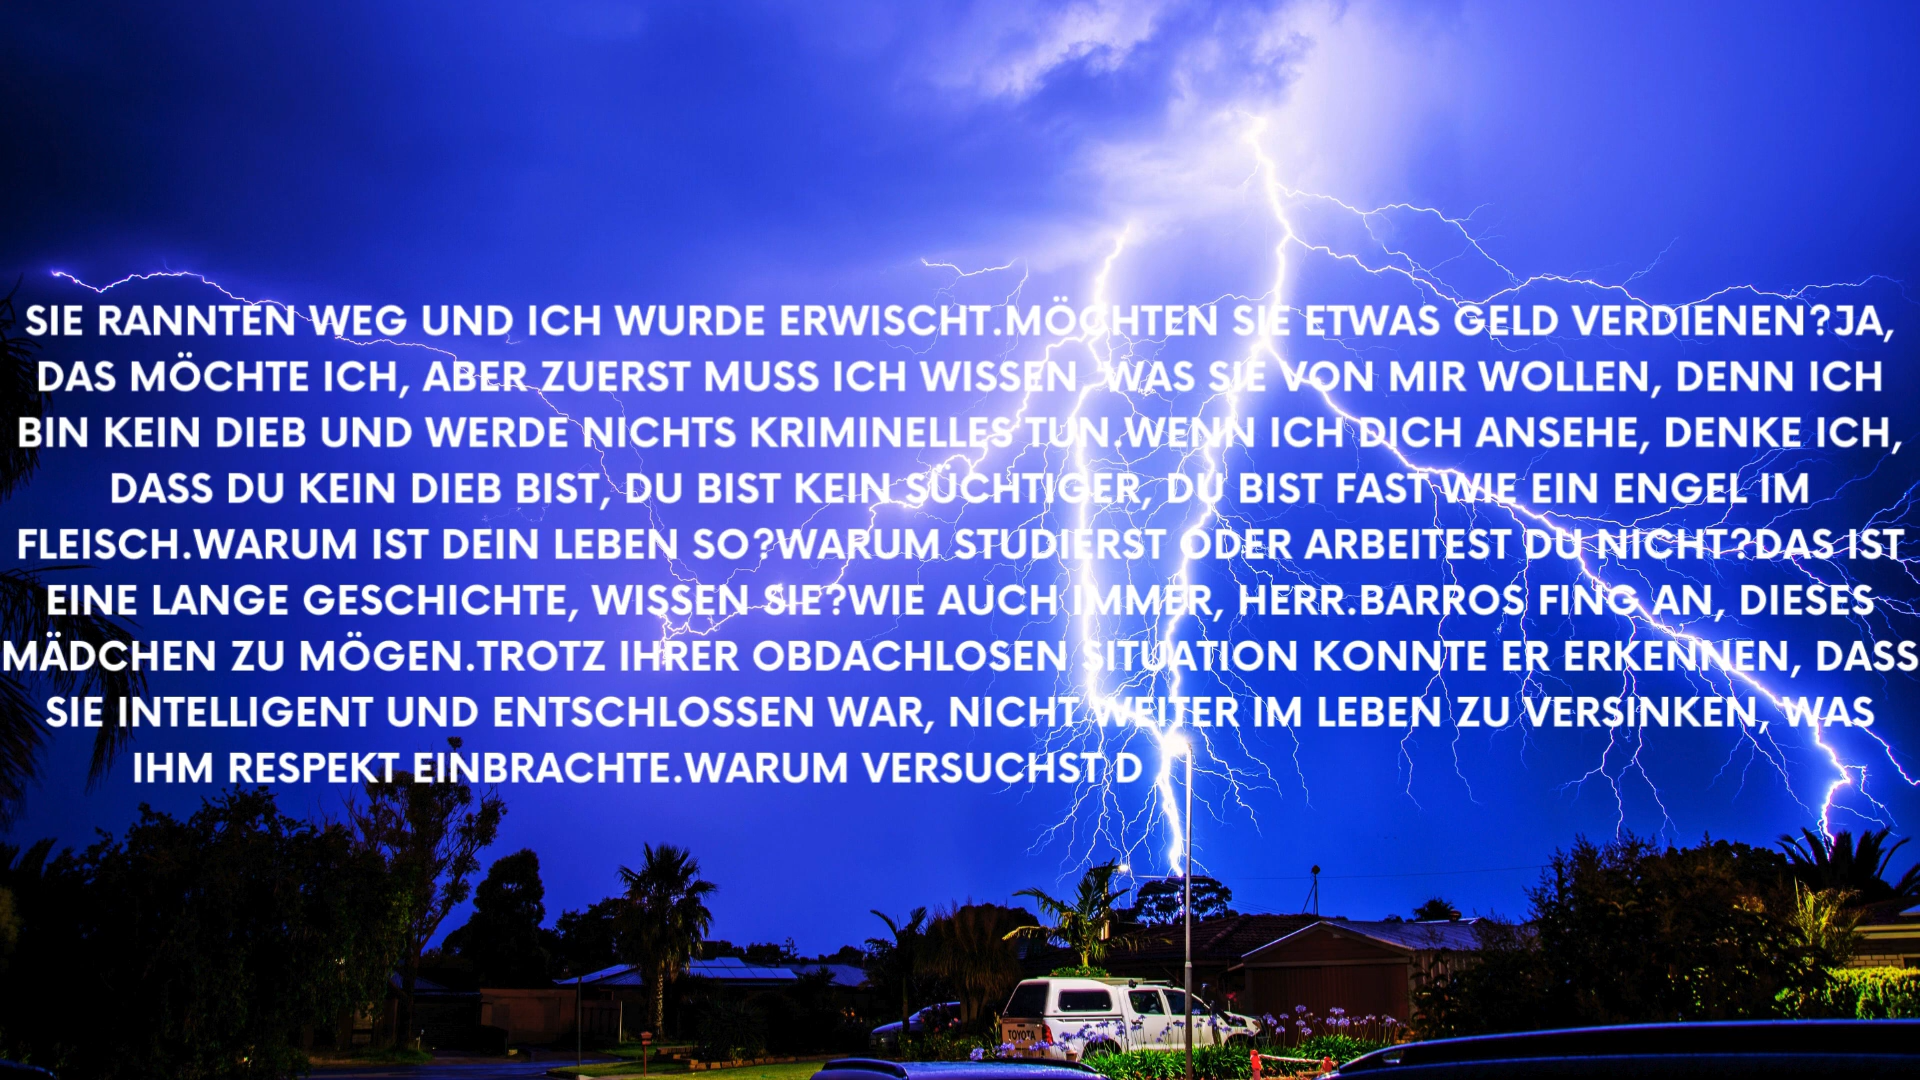 SIE RANNTEN WEG UND ICH WURDE ERWISCHT.MÖCHTEN SIE ETWAS GELD VERDIENEN?JA,
DAS MÖCHTE ICH, ABER ZUERST MUSS ICH WISSEN, WAS SIE VON MIR WOLLEN, DENN ICH
BIN KEIN DIEB UND WERDE NICHTS KRIMINELLES TUN.WENN ICH DICH ANSEHE, DENKE ICH,
DASS DU KEIN DIEB BIST, DU BIST KEIN SÜCHTIGER, DU BIST FAST WIE EIN ENGEL IM
FLEISCH.WARUM IST DEIN LEBEN SO?WARUM STUDIERST ODER ARBEITEST DU NICHT?DAS IST
EINE LANGE GESCHICHTE, WISSEN SIE?WIE AUCH IMMER, HERR.BARROS FING AN, DIESES
MÄDCHEN ZU MÖGEN.TROTZ IHRER OBDACHLOSEN SITUATION KONNTE ER ERKENNEN, DASS
SIE INTELLIGENT UND ENTSCHLOSSEN WAR, NICHT WEITER IM LEBEN ZU VERSINKEN, WAS
IHM RESPEKT EINBRACHTE.WARUM VERSUCHST D
TOYOTA